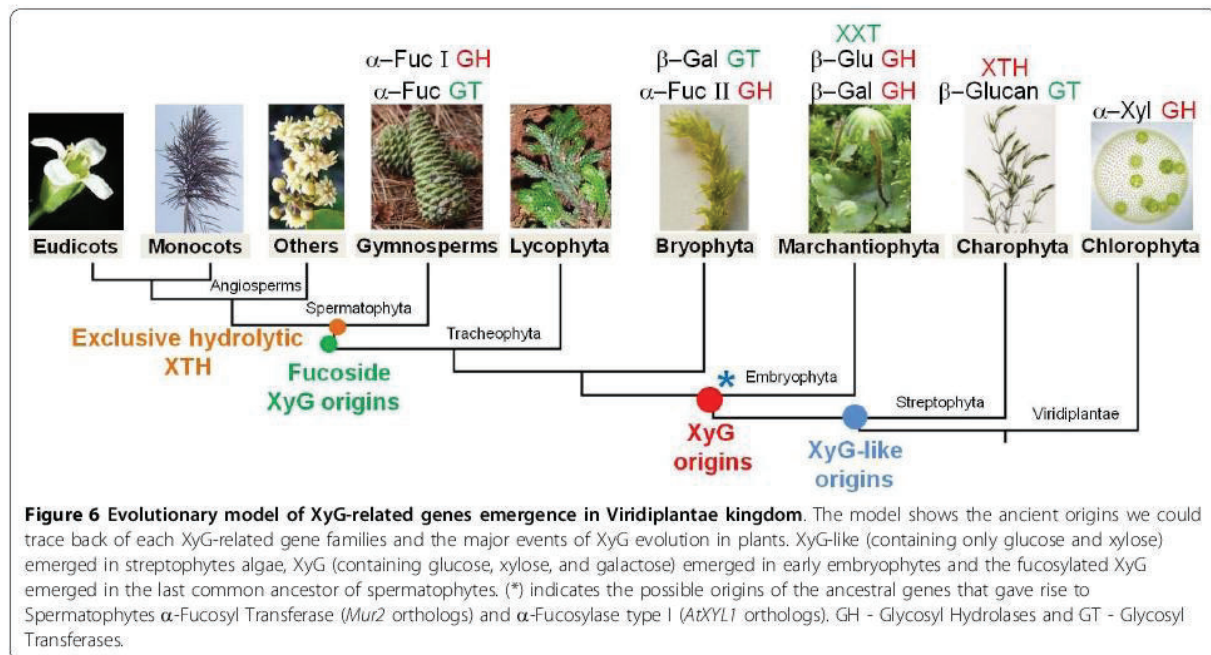 XXT
α–Fuc I GH
β–Gal GT
β–Glu GH
XTH
α–Fuc GT
α–Fuc II GH
β–Gal GH
β–Glucan GT
α–Xyl GH
Eudicots
Monocots
Others
Gymnosperms
Lycophyta
Bryophyta
Marchantiophyta
Charophyta
Chlorophyta
Angiosperms
Spermatophyta
Tracheophyta
Embryophyta
Streptophyta
Viridiplantae
Exclusive hydrolytic
XTH
Fucoside
XyG origins
*
XyG
origins
XyG-like
origins
Figure 6 Evolutionary model of XyG-related genes emergence in Viridiplantae kingdom. The model shows the ancient origins we could
trace back of each XyG-related gene families and the major events of XyG evolution in plants. XyG-like (containing only glucose and xylose)
emerged in streptophytes algae, XyG (containing glucose, xylose, and galactose) emerged in early embryophytes and the fucosylated XyG
emerged in the last common ancestor of spermatophytes. (*) indicates the possible origins of the ancestral genes that gave rise to
Spermatophytes α-Fucosyl Transferase (Mur2 orthologs) and α-Fucosylase type I (AtXYL1 orthologs). GH - Glycosyl Hydrolases and GT - Glycosyl
Transferases.